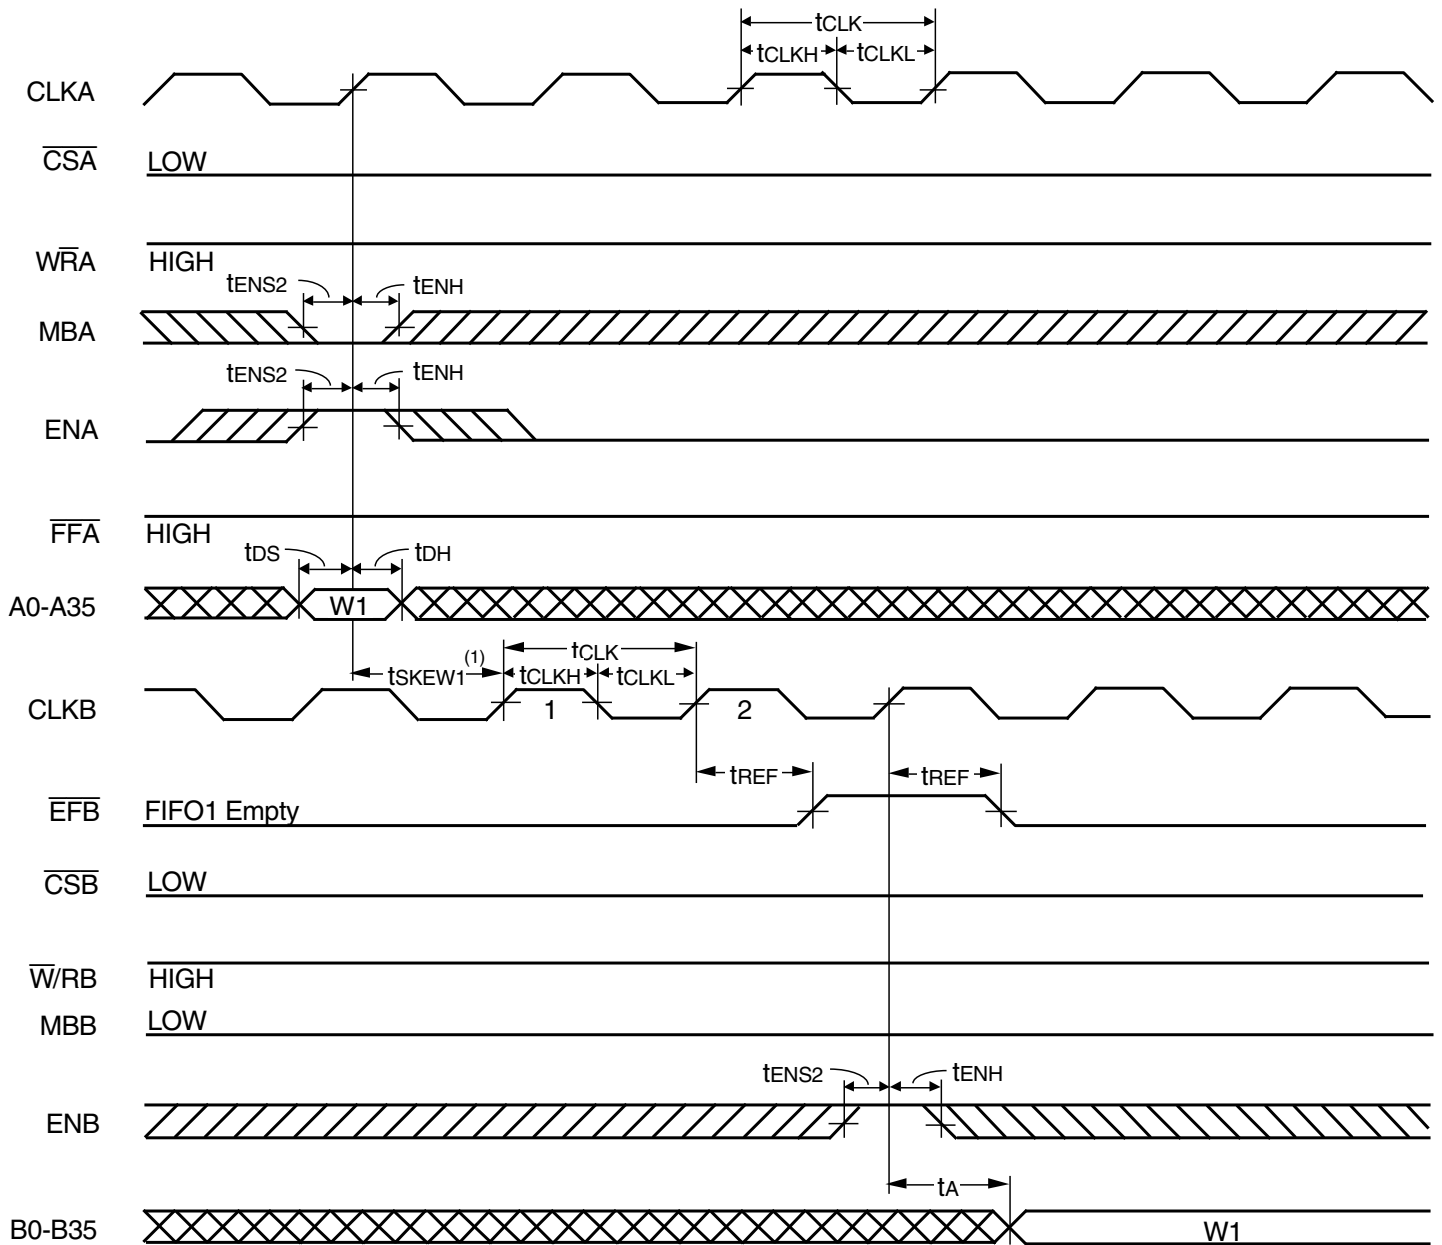 tCLK
tCLKH tCLKL
CLKA
CSA LOW
WRA HIGH
tENS2 tENH
MBA
tENS2 tENH
ENA
FFA HIGH
tDS tDH
A0-A35 W1
tSKEW1 (1) tCLK
tCLKH tCLKL
CLKB 1 2
tREF tREF
EFB FIFO1 Empty
CSB LOW
W/RB HIGH
MBB LOW
tENS2 tENH
ENB
tA
B0-B35 W1